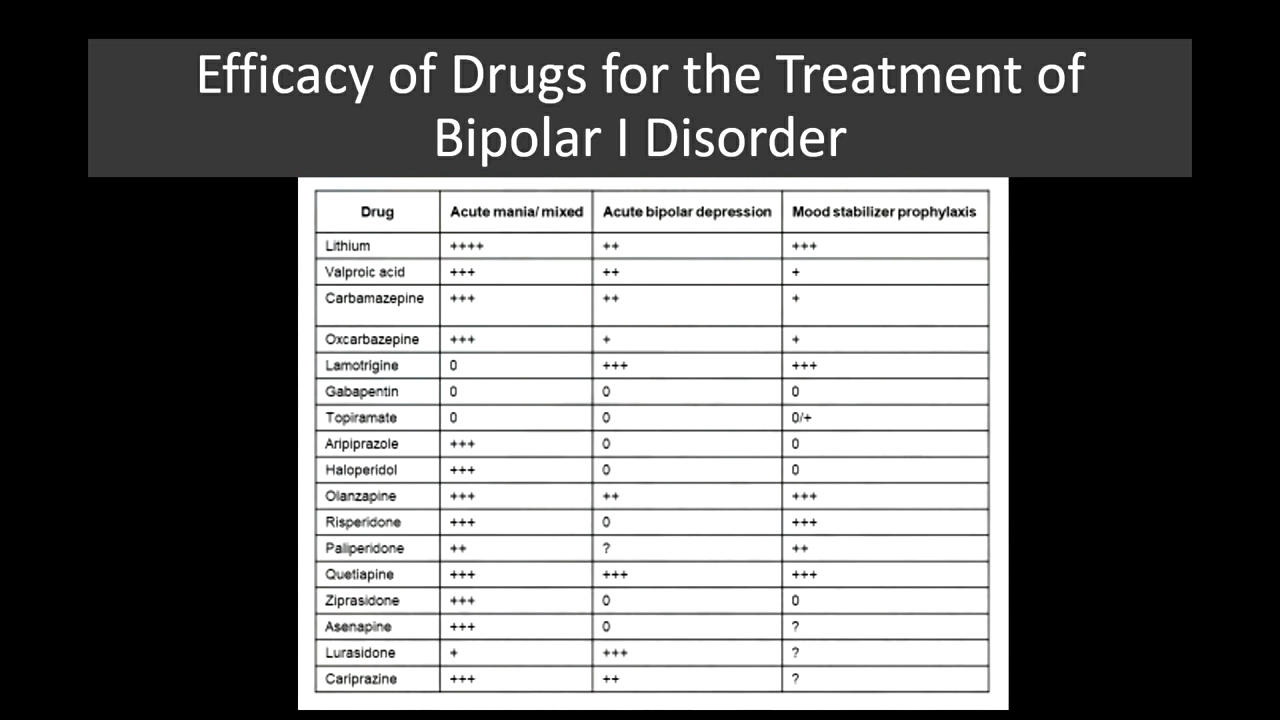 Efficacy of Drugs for the Treatment of
Bipolar I Disorder
Drug Acute mania/ mixed Acute bipolar depression Mood stabilizer prophylaxis
Lithium ++++ ++ +++
Valproic acid +++ ++ +
Carbamazepine +++ ++ +
Oxcarbazepine +++ + +
Lamotrigine 0 +++ +++
Gabapentin 0 0 0
Topiramate 0 0 0/+
Aripiprazole +++ 0 0
Haloperidol +++ 0 0
Olanzapine +++ ++ +++
Risperidone +++ 0 +++
Paliperidone ++ ? ++
Quetiapine +++ +++ +++
Ziprasidone +++ 0 0
Asenapine +++ 0 ?
Lurasidone + +++ ?
Cariprazine +++ ++ ?